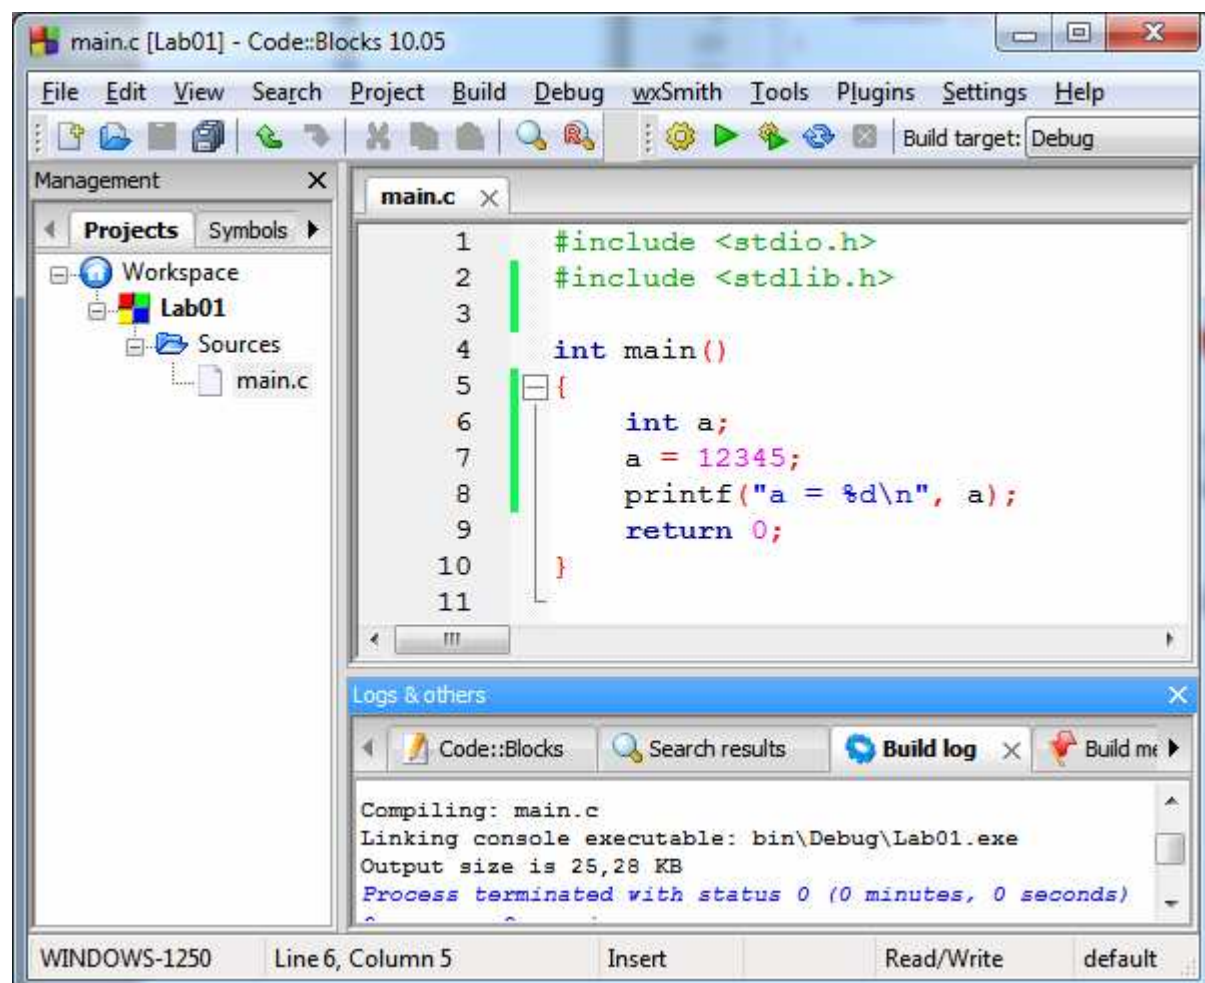 main.c [Lab01] - Code::Blocks 10.05
File Edit View Search Project Build Debug wxSmith Tools Plugins Settings Help
Build target: Debug
Management
Projects Symbols
Workspace
Lab01
Sources
main.c
main.c
1 #include <stdio.h>
2 #include <stdlib.h>
3
4 int main()
5 {
6 int a;
7 a = 12345;
8 printf("a = %d\n", a);
9 return 0;
10 }
11
Logs & others
Code::Blocks Search results Build log Build me
Compiling: main.c
Linking console executable: bin\Debug\Lab01.exe
Output size is 25,28 KB
Process terminated with status 0 (0 minutes, 0 seconds)
WINDOWS-1250 Line 6, Column 5 Insert Read/Write default